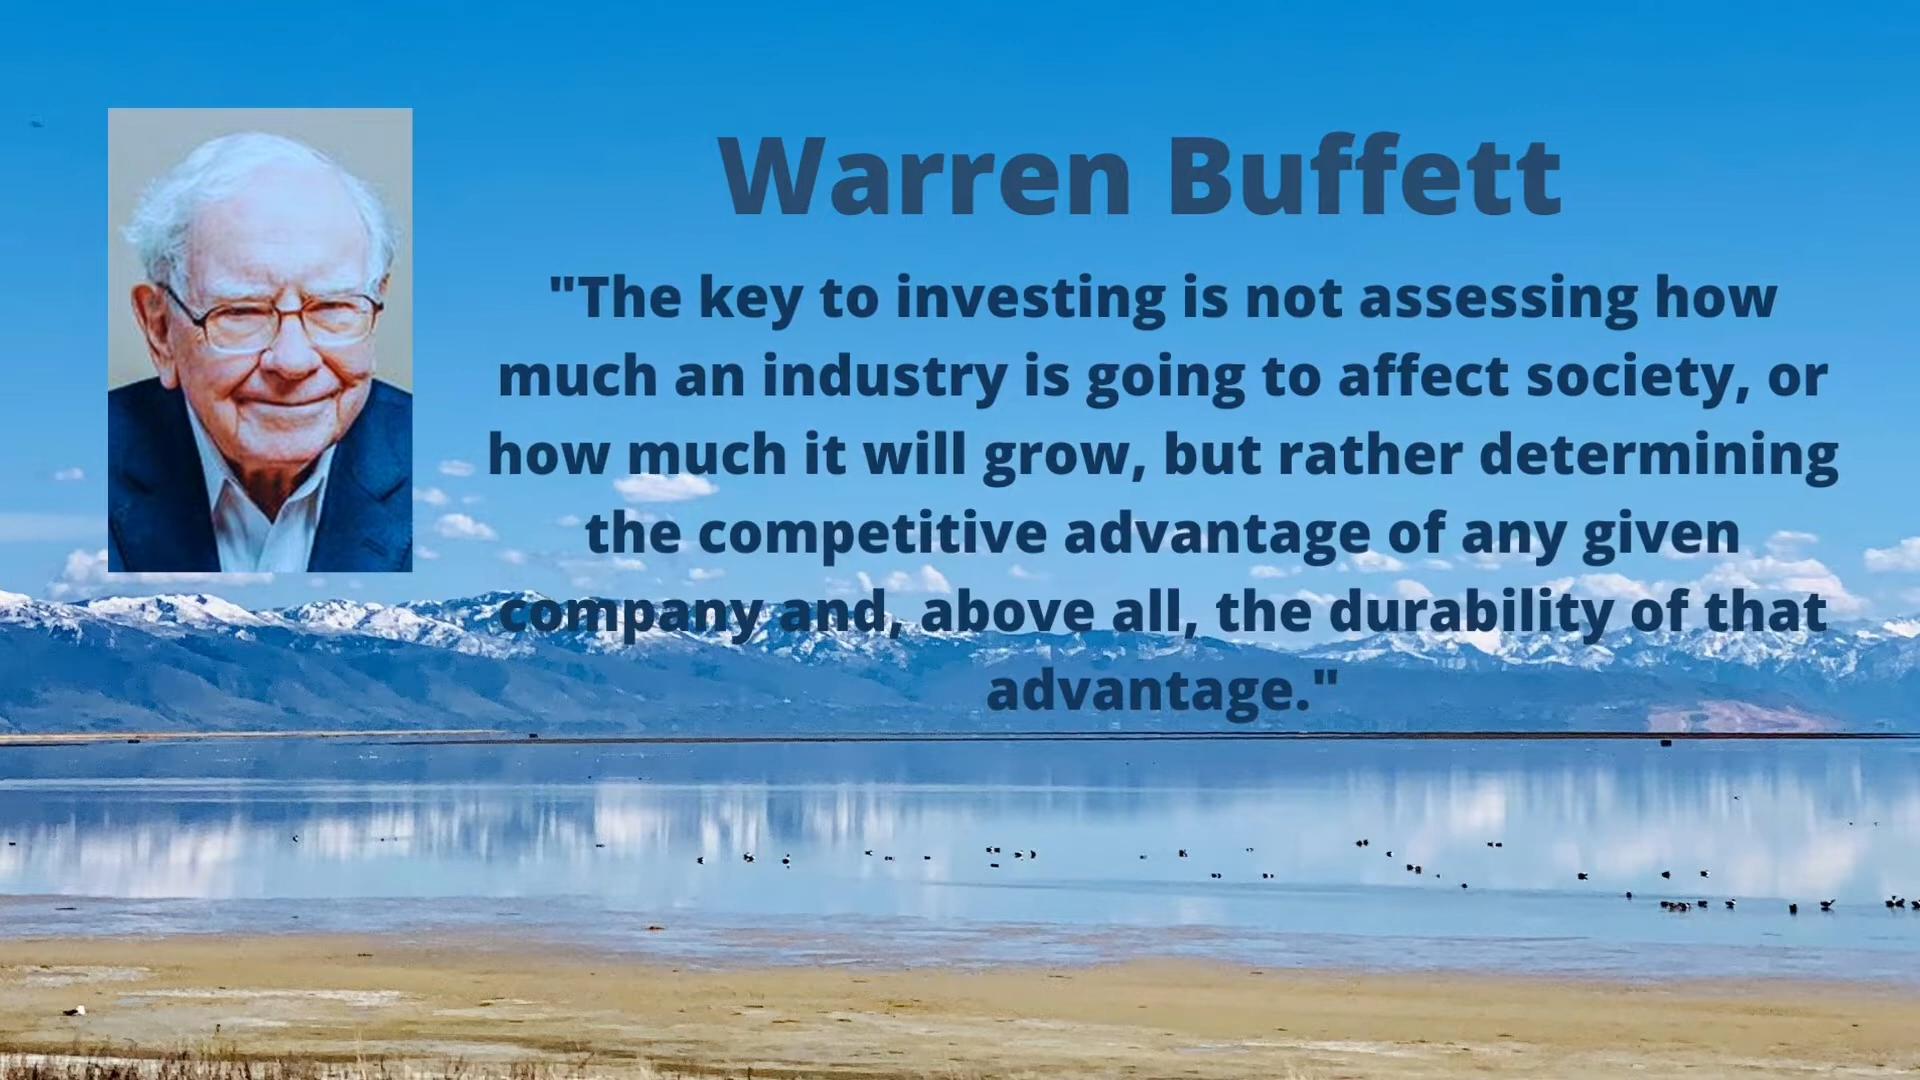 Warren Buffett
"The key to investing is not assessing how
much an industry is going to affect society, or
how much it will grow, but rather determining
the competitive advantage of any given
company and, above all, the durability of that
advantage."